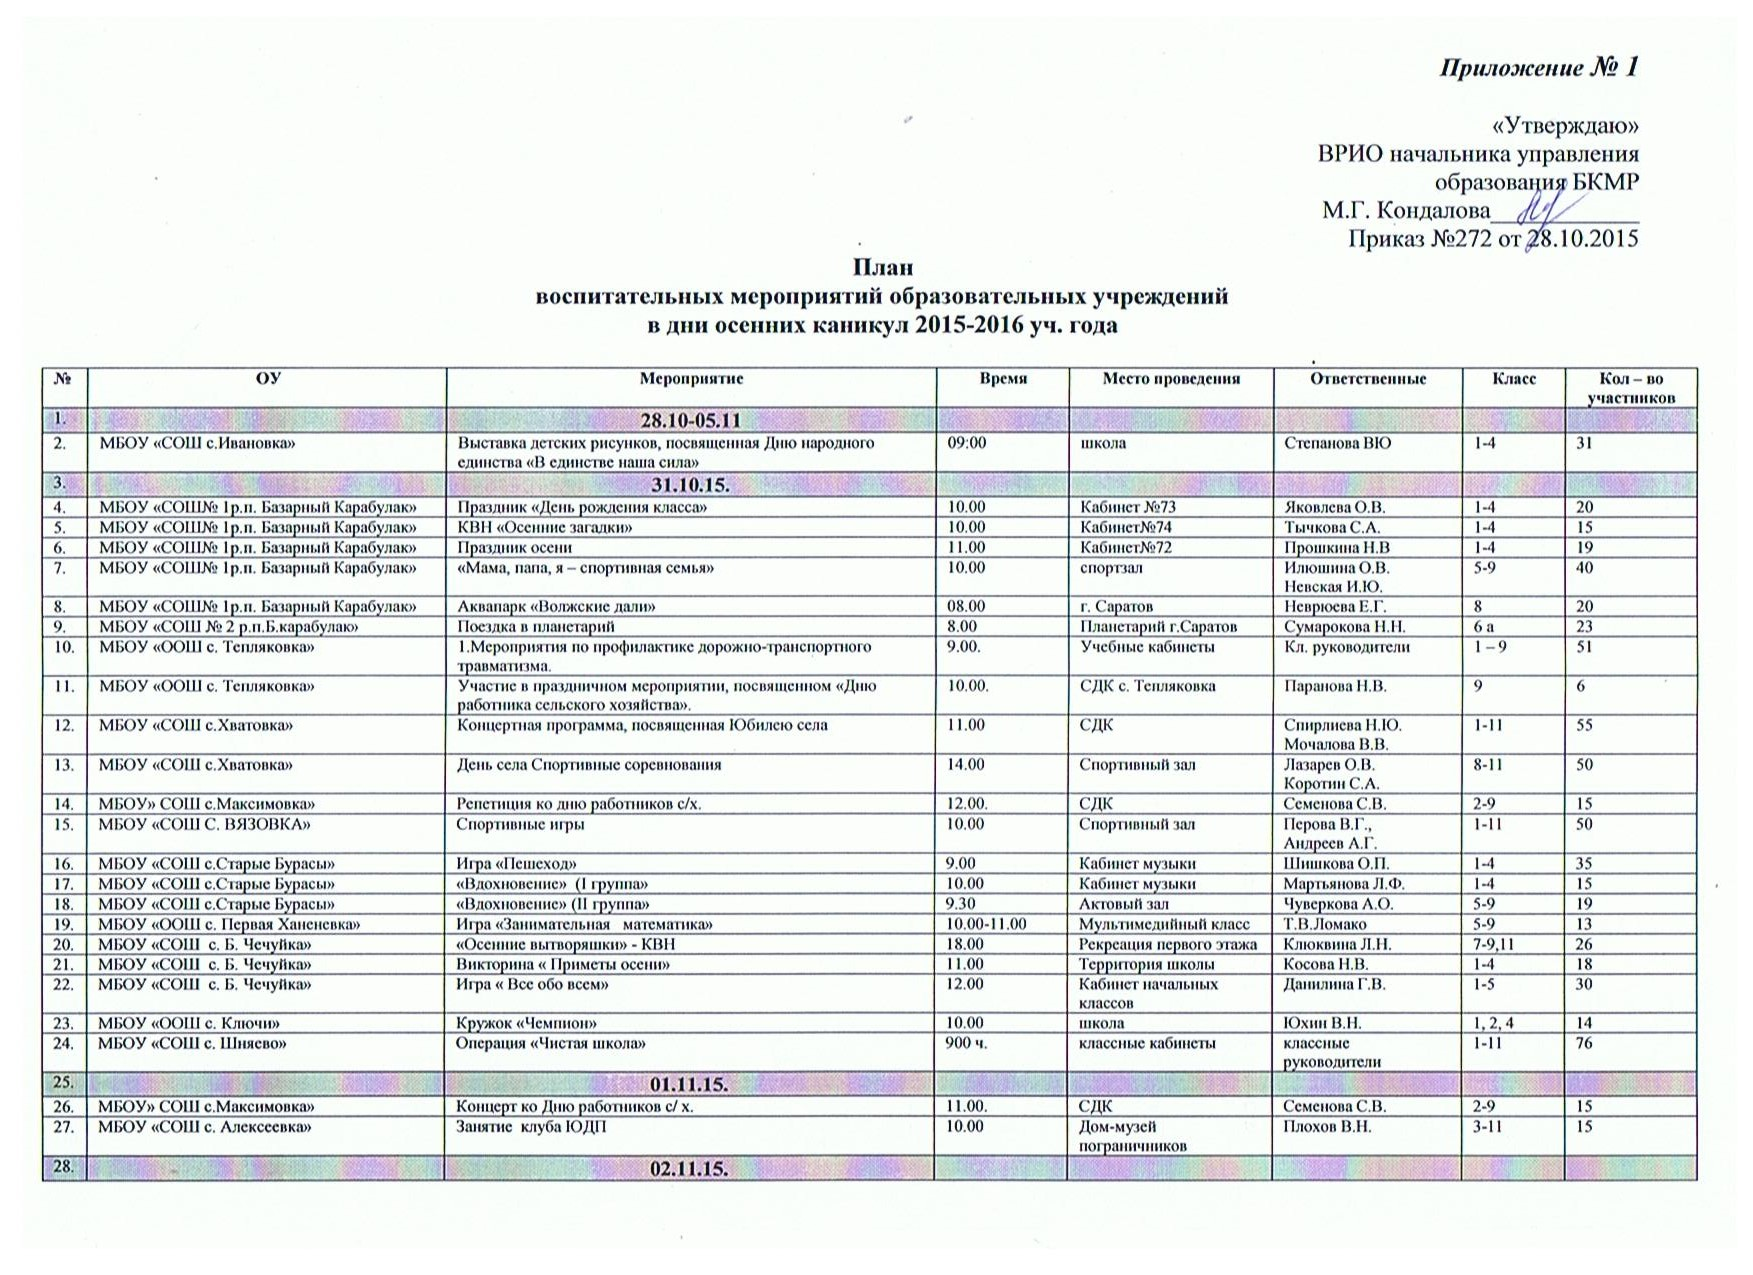 Приложение № 1
«Утверждаю»
ВРИО начальника управления
образования БКМР
М.Г. Кондалова____________
Приказ №272 от 28.10.2015
План
воспитательных мероприятий образовательных учреждений
в дни осенних каникул 2015-2016 уч. года
№ ОУ Мероприятие Время Место проведения Ответственные Класс Кол – во
участников
1. 28.10-05.11
2. МБОУ «СОШ с.Ивановка» Выставка детских рисунков, посвященная Дню народного 09:00 школа Степанова ВЮ 1-4 31
единства «В единстве наша сила»
3. 31.10.15.
4. МБОУ «СОШ№ 1р.п. Базарный Карабулак» Праздник «День рождения класса» 10.00 Кабинет №73 Яковлева О.В. 1-4 20
5. МБОУ «СОШ№ 1р.п. Базарный Карабулак» КВН «Осенние загадки» 10.00 Кабинет№74 Тычкова С.А. 1-4 15
6. МБОУ «СОШ№ 1р.п. Базарный Карабулак» Праздник осени 11.00 Кабинет№72 Прошкина Н.В 1-4 19
7. МБОУ «СОШ№ 1р.п. Базарный Карабулак» «Мама, папа, я – спортивная семья» 10.00 спортзал Илюшина О.В. 5-9 40
Невская И.Ю.
8. МБОУ «СОШ№ 1р.п. Базарный Карабулак» Аквапарк «Волжские дали» 08.00 г. Саратов Неврюева Е.Г. 8 20
9. МБОУ «СОШ № 2 р.п.Б.карабулак» Поездка в планетарий 8.00 Планетарий г.Саратов Сумарокова Н.Н. 6 а 23
10. МБОУ «ООШ с. Тепляковка» 1.Мероприятия по профилактике дорожно-транспортного 9.00. Учебные кабинеты Кл. руководители 1 – 9 51
травматизма.
11. МБОУ «ООШ с. Тепляковка» Участие в праздничном мероприятии, посвященном «Дню 10.00. СДК с. Тепляковка Паранова Н.В. 9 6
работника сельского хозяйства».
12. МБОУ «СОШ с.Хватовка» Концертная программа, посвященная Юбилею села 11.00 СДК Спирлиева Н.Ю. 1-11 55
Мочалова В.В.
13. МБОУ «СОШ с.Хватовка» День села Спортивные соревнования 14.00 Спортивный зал Лазарев О.В. 8-11 50
Коротин С.А.
14. МБОУ» СОШ с.Максимовка» Репетиция ко дню работников с/х. 12.00. СДК Семенова С.В. 2-9 15
15. МБОУ «СОШ С. ВЯЗОВКА» Спортивные игры 10.00 Спортивный зал Перова В.Г., 1-11 50
Андреев А.Г.
16. МБОУ «СОШ с.Старые Бурасы» Игра «Пешеход» 9.00 Кабинет музыки Шишкова О.П. 1-4 35
17. МБОУ «СОШ с.Старые Бурасы» «Вдохновение» (I группа» 10.00 Кабинет музыки Мартьянова Л.Ф. 1-4 15
18. МБОУ «СОШ с.Старые Бурасы» «Вдохновение» (II группа» 9.30 Актовый зал Чуверкова А.О. 5-9 19
19. МБОУ «ООШ с. Первая Ханеневка» Игра «Занимательная математика» 10.00-11.00 Мультимедийный класс Т.В.Ломако 5-9 13
20. МБОУ «СОШ с. Б. Чечуйка» «Осенние вытворяшки» - КВН 18.00 Рекреация первого этажа Клюквина Л.Н. 7-9,11 26
21. МБОУ «СОШ с. Б. Чечуйка» Викторина « Приметы осени» 11.00 Территория школы Косова Н.В. 1-4 18
22. МБОУ «СОШ с. Б. Чечуйка» Игра « Все обо всем» 12.00 Кабинет начальных Данилина Г.В. 1-5 30
классов
23. МБОУ «ООШ с. Ключи» Кружок «Чемпион» 10.00 школа Юхин В.Н. 1, 2, 4 14
24. МБОУ «СОШ с. Шняево» Операция «Чистая школа» 900 ч. классные кабинеты классные 1-11 76
руководители
25. 01.11.15.
26. МБОУ» СОШ с.Максимовка» Концерт ко Дню работников с/ х. 11.00. СДК Семенова С.В. 2-9 15
27. МБОУ «СОШ с. Алексеевка» Занятие клуба ЮДП 10.00 Дом-музей Плохов В.Н. 3-11 15
пограничников
28. 02.11.15.